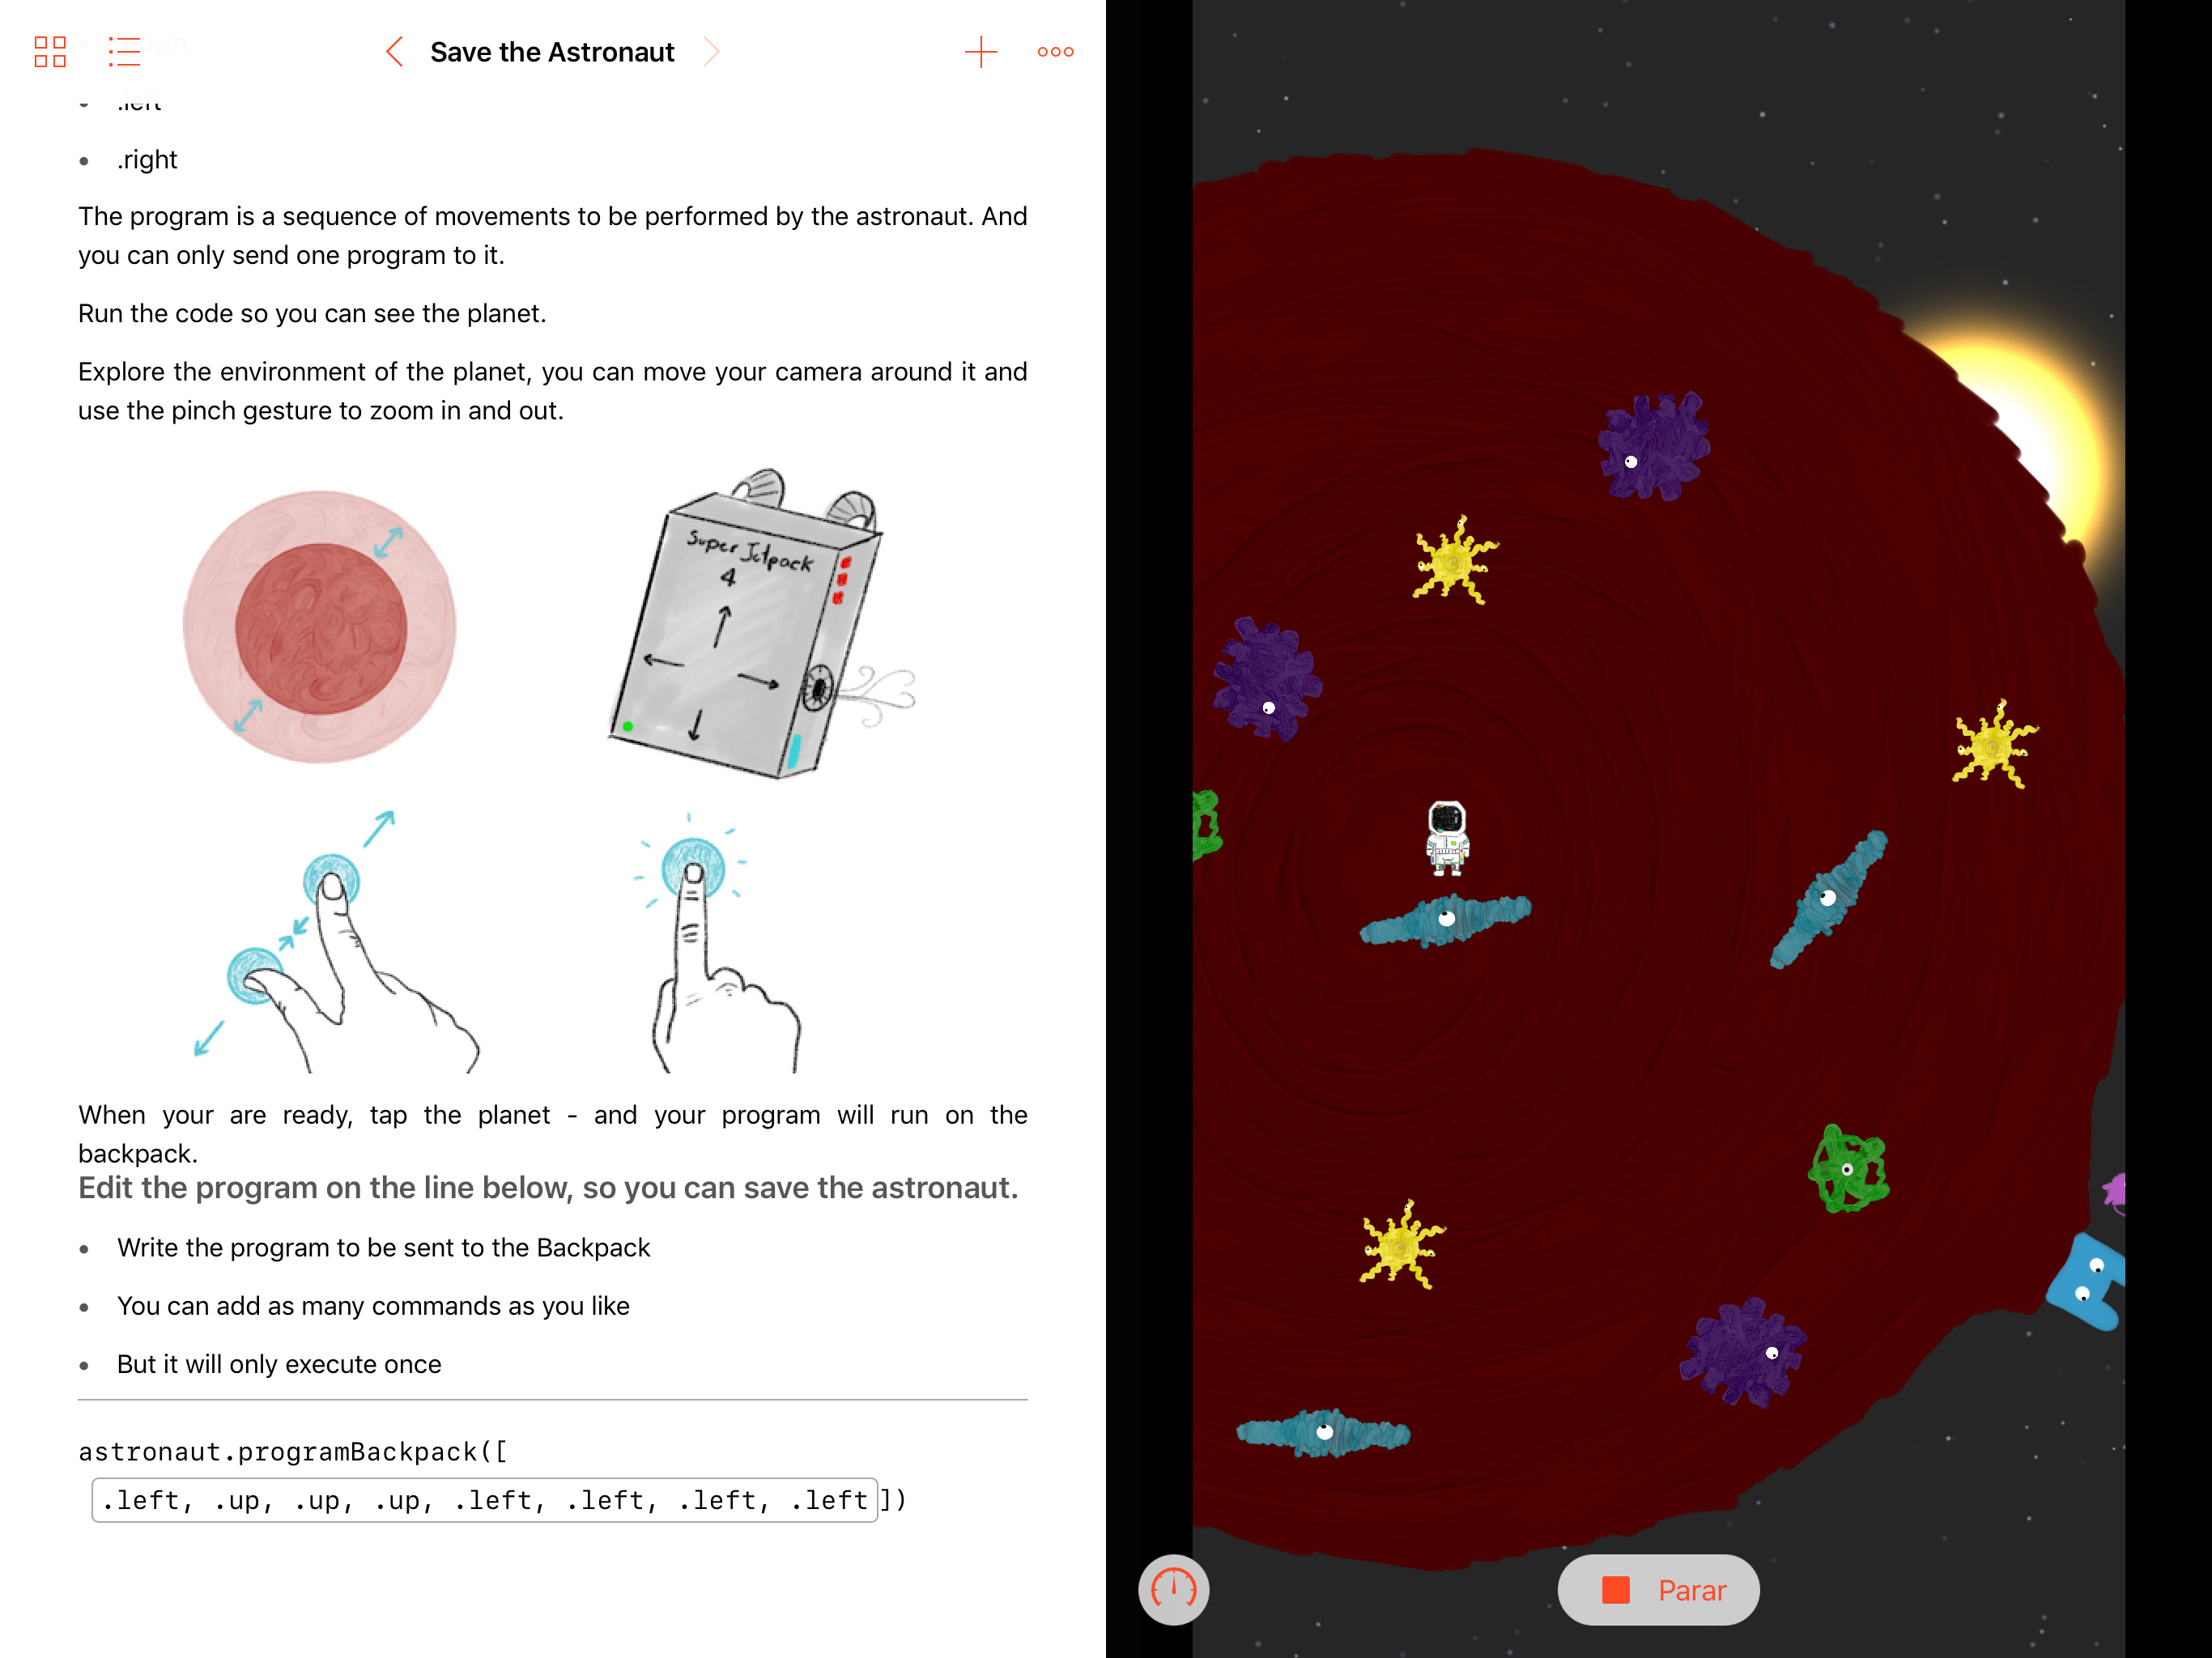 Save the Astronaut
.left
.right
The program is a sequence of movements to be performed by the astronaut. And
you can only send one program to it.
Run the code so you can see the planet.
Explore the environment of the planet, you can move your camera around it and
use the pinch gesture to zoom in and out.
Super Jetpack
4
When your are ready, tap the planet - and your program will run on the
backpack.
Edit the program on the line below, so you can save the astronaut.
Write the program to be sent to the Backpack
You can add as many commands as you like
But it will only execute once
astronaut.programBackpack([
.left, .up, .up, .up, .left, .left, .left, .left])
Parar